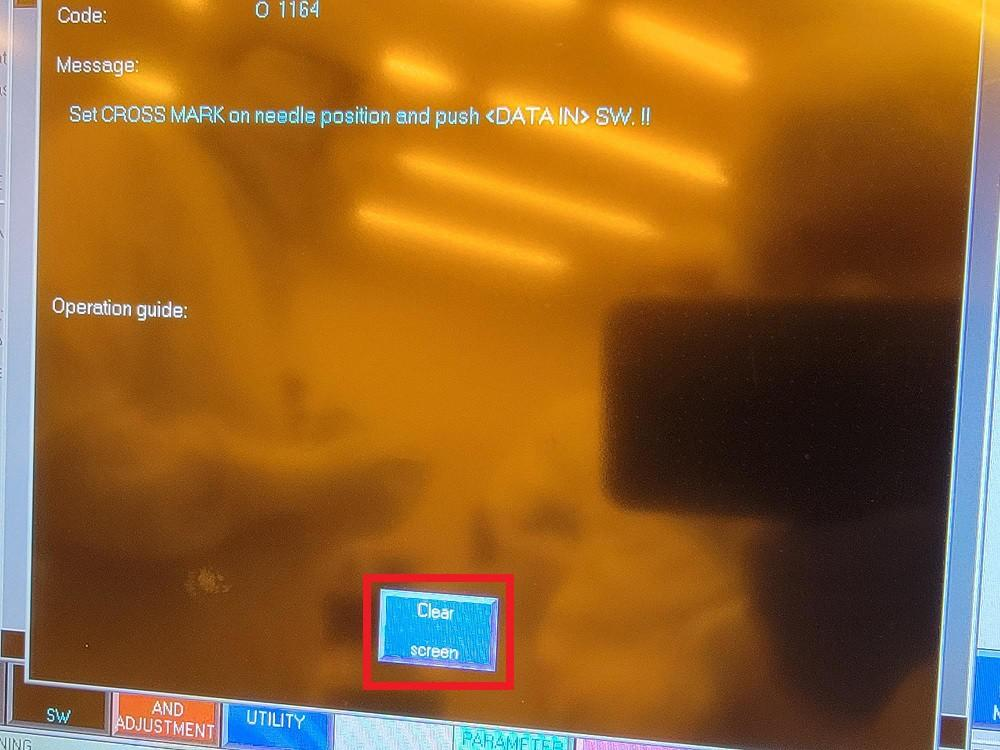 Code: O 1164
Message:
Set CROSS MARK on needle position and push <DATA IN> SW. !!
Operation guide:
Clear
screen
SW
AND
ADJUSTMENT
UTILITY
PARAMETER
NING